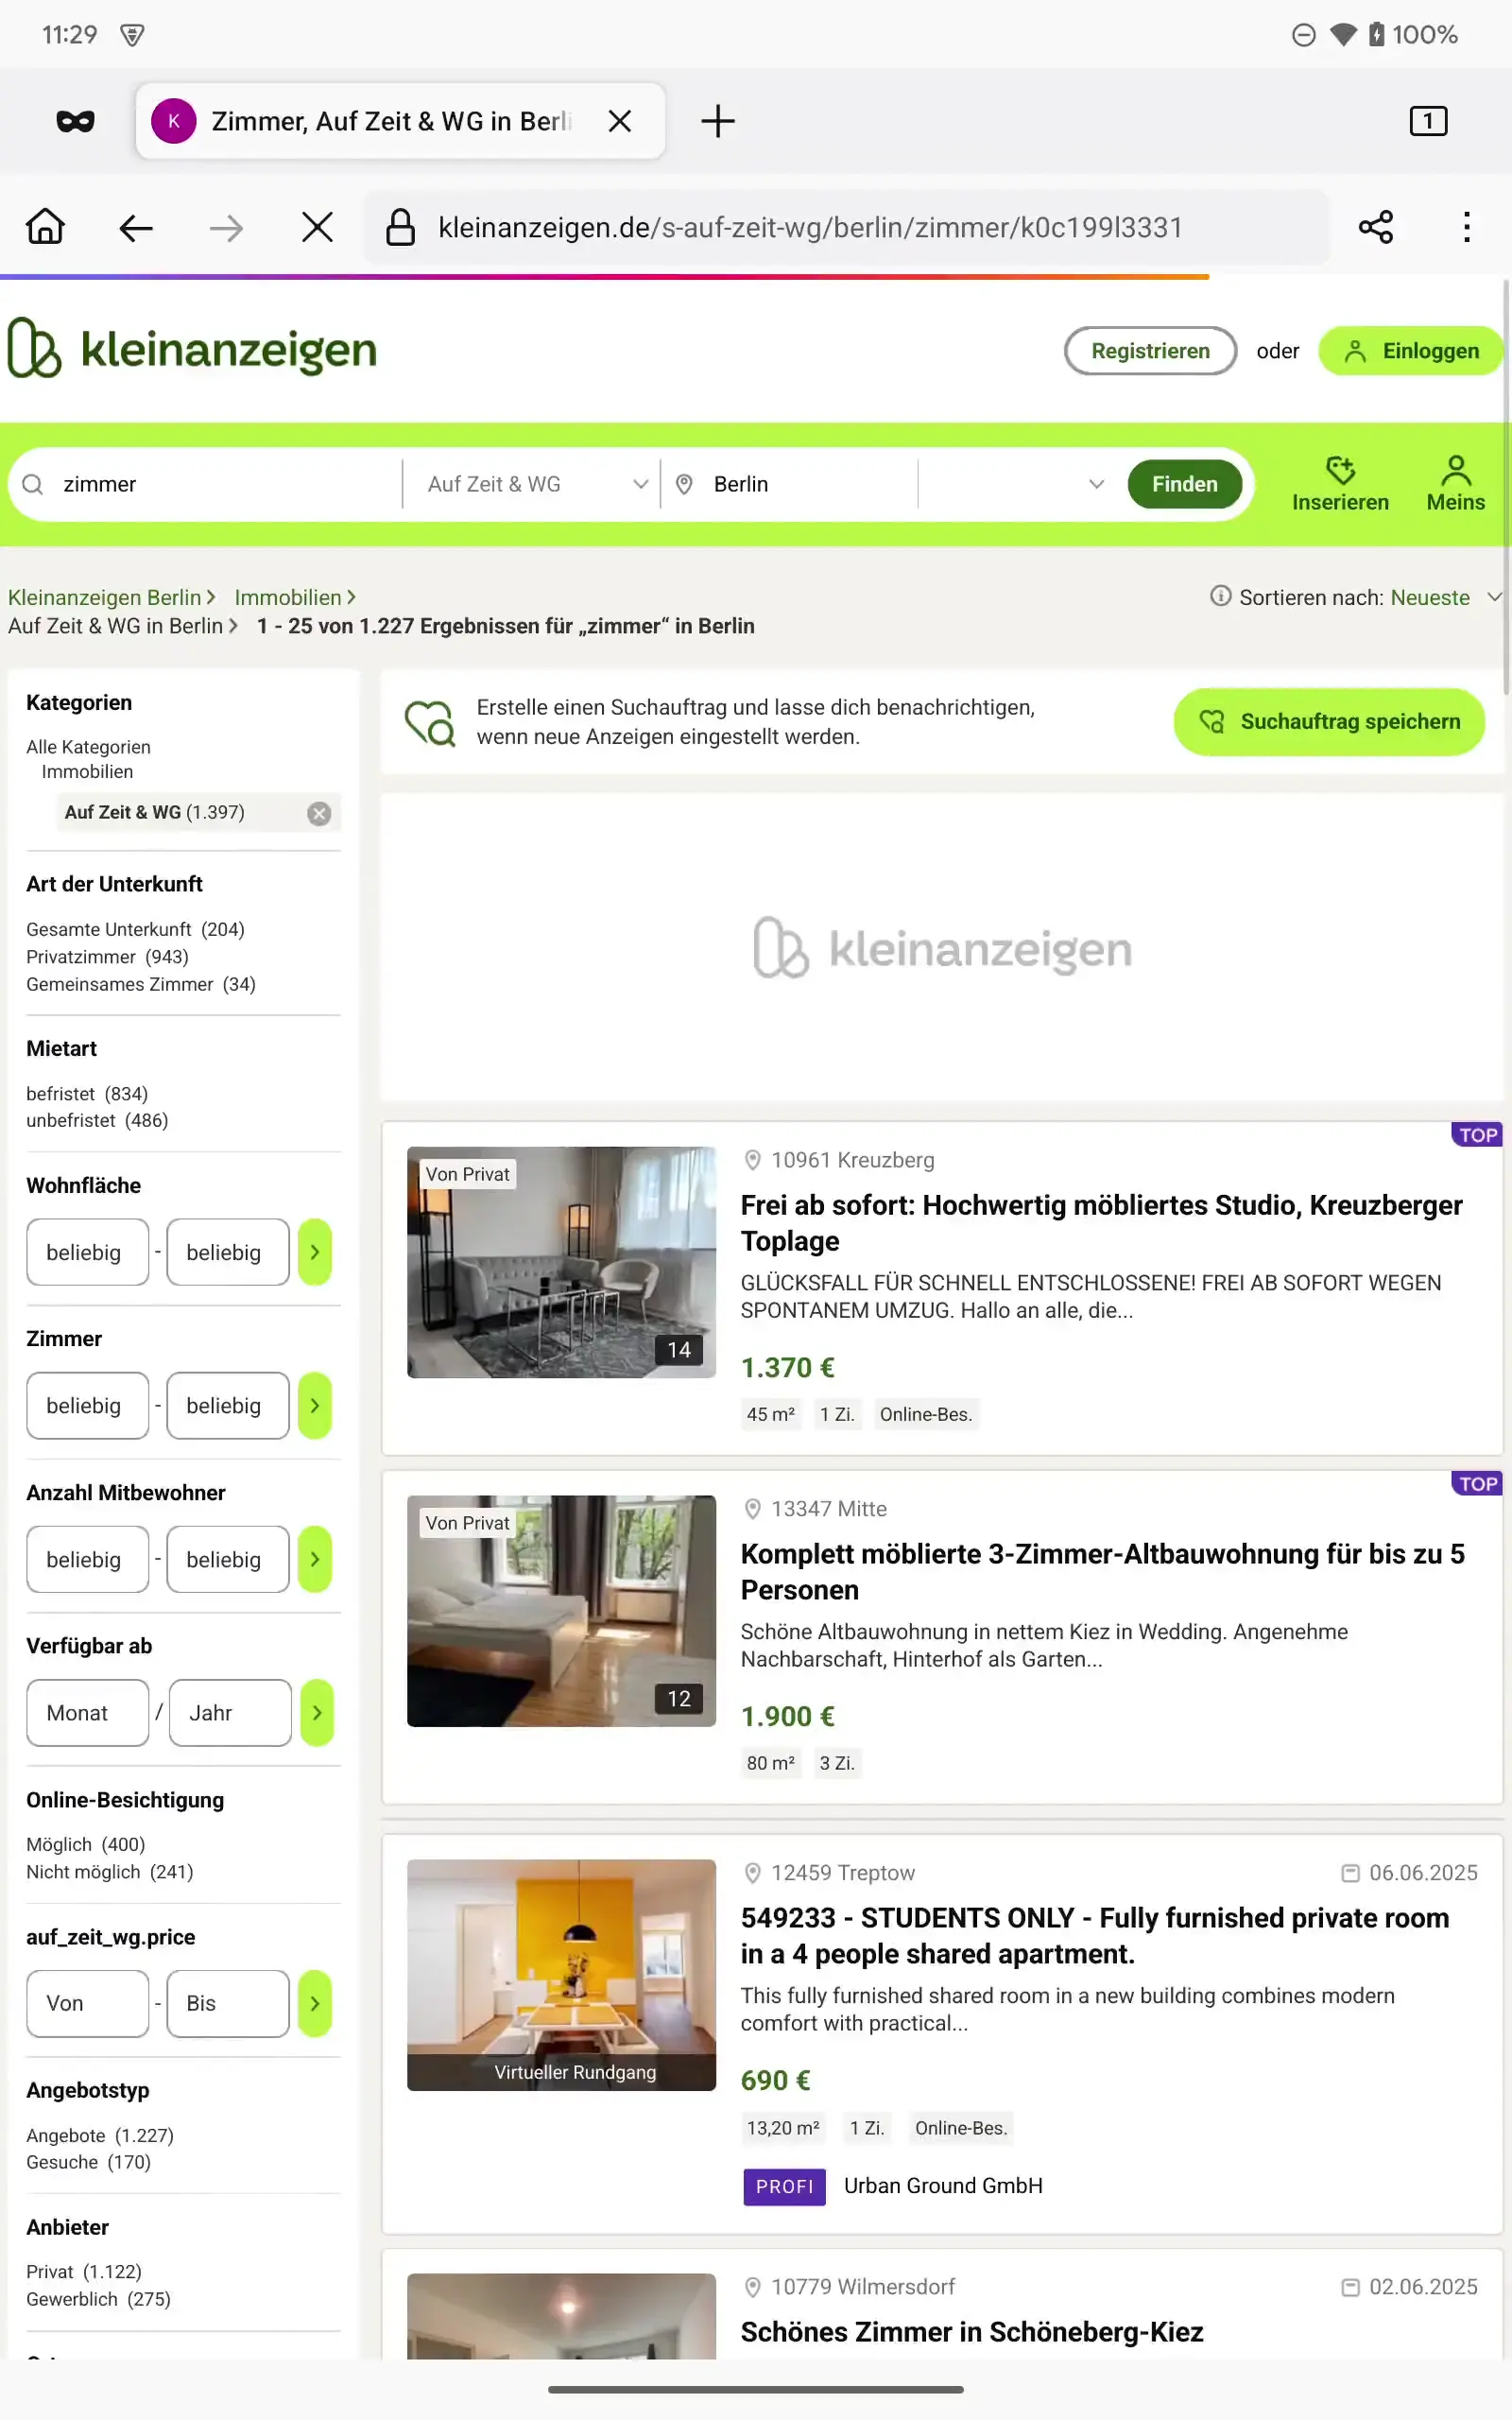 11:29
100%
K
Zimmer, Auf Zeit & WG in Berli
1
kleinanzeigen.de/s-auf-zeit-wg/berlin/zimmer/k0c199l3331
kleinanzeigen
Registrieren
oder
Einloggen
zimmer
Auf Zeit & WG
Berlin
Finden
Inserieren
Meins
Kleinanzeigen Berlin
Immobilien
Sortieren nach: Neueste
Auf Zeit & WG in Berlin
1 - 25 von 1.227 Ergebnissen für „zimmer“ in Berlin
Kategorien
Alle Kategorien
Immobilien
Auf Zeit & WG (1.397)
Art der Unterkunft
Gesamte Unterkunft (204)
Privatzimmer (943)
Gemeinsames Zimmer (34)
Mietart
befristet (834)
unbefristet (486)
Wohnfläche
beliebig - beliebig
Zimmer
beliebig - beliebig
Anzahl Mitbewohner
beliebig - beliebig
Verfügbar ab
Monat / Jahr
Online-Besichtigung
Möglich (400)
Nicht möglich (241)
auf_zeit_wg.price
Von - Bis
Angebotstyp
Angebote (1.227)
Gesuche (170)
Anbieter
Privat (1.122)
Gewerblich (275)
Erstelle einen Suchauftrag und lasse dich benachrichtigen,
wenn neue Anzeigen eingestellt werden.
Suchauftrag speichern
kleinanzeigen
TOP
Von Privat
14
10961 Kreuzberg
Frei ab sofort: Hochwertig möbliertes Studio, Kreuzberger
Toplage
GLÜCKSFALL FÜR SCHNELL ENTSCHLOSSENE! FREI AB SOFORT WEGEN
SPONTANEM UMZUG. Hallo an alle, die...
1.370 €
45 m²
1 Zi.
Online-Bes.
TOP
Von Privat
12
13347 Mitte
Komplett möblierte 3-Zimmer-Altbauwohnung für bis zu 5
Personen
Schöne Altbauwohnung in nettem Kiez in Wedding. Angenehme
Nachbarschaft, Hinterhof als Garten...
1.900 €
80 m²
3 Zi.
Virtueller Rundgang
12459 Treptow
06.06.2025
549233 - STUDENTS ONLY - Fully furnished private room
in a 4 people shared apartment.
This fully furnished shared room in a new building combines modern
comfort with practical...
690 €
13,20 m²
1 Zi.
Online-Bes.
PROFI
Urban Ground GmbH
10779 Wilmersdorf
02.06.2025
Schönes Zimmer in Schöneberg-Kiez